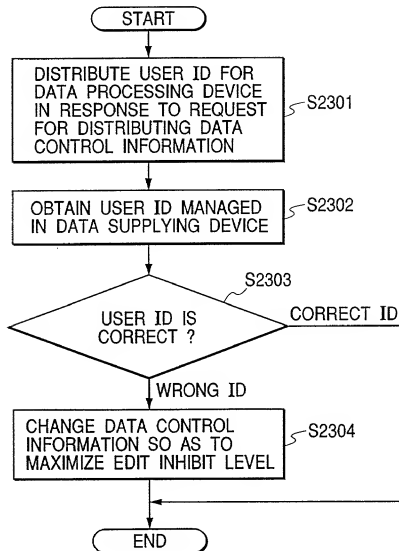 START
DISTRIBUTE USER ID FOR
DATA PROCESSING DEVICE
IN RESPONSE TO REQUEST
FOR DISTRIBUTING DATA
CONTROL INFORMATION
S2301
OBTAIN USER ID MANAGED
IN DATA SUPPLYING DEVICE
S2302
S2303
USER ID IS
CORRECT ?
CORRECT ID
WRONG ID
CHANGE DATA CONTROL
INFORMATION SO AS TO
MAXIMIZE EDIT INHIBIT LEVEL
S2304
END